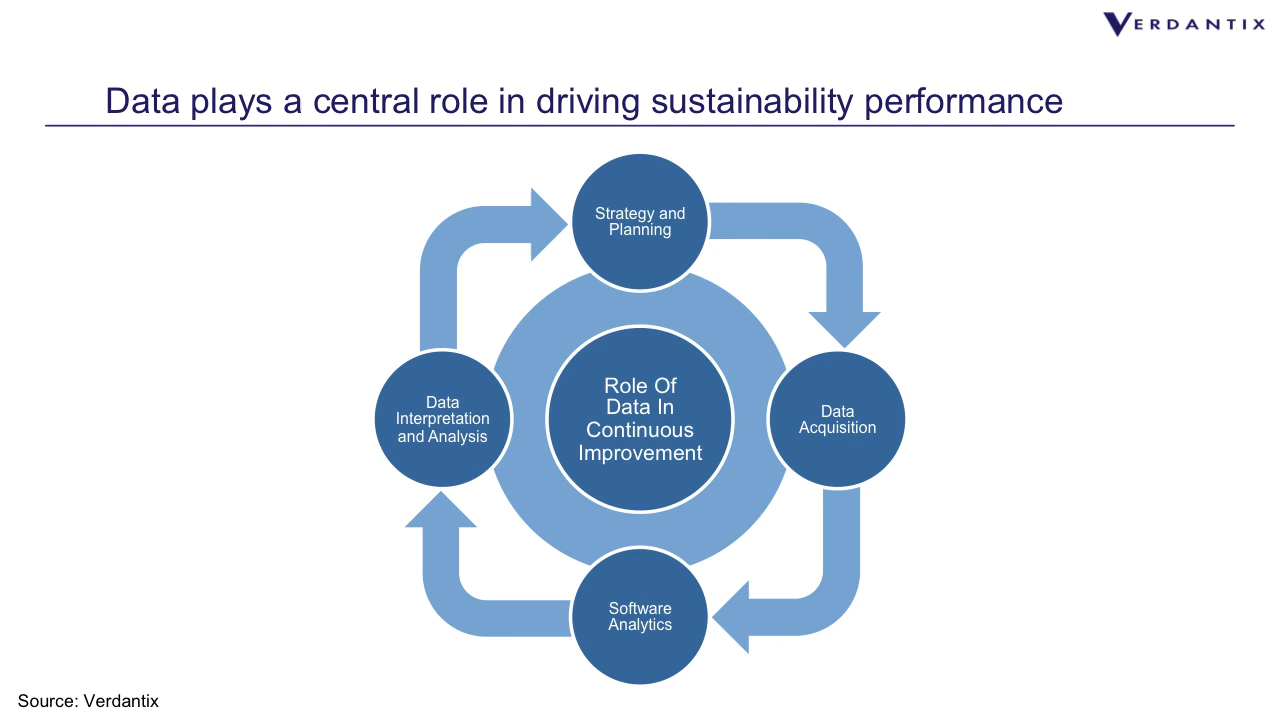 VERDANTIX
Data plays a central role in driving sustainability performance
Strategy and
Planning
Data
Interpretation
and Analysis
Role Of
Data In
Continuous
Improvement
Data
Acquisition
Software
Analytics
Source: Verdantix